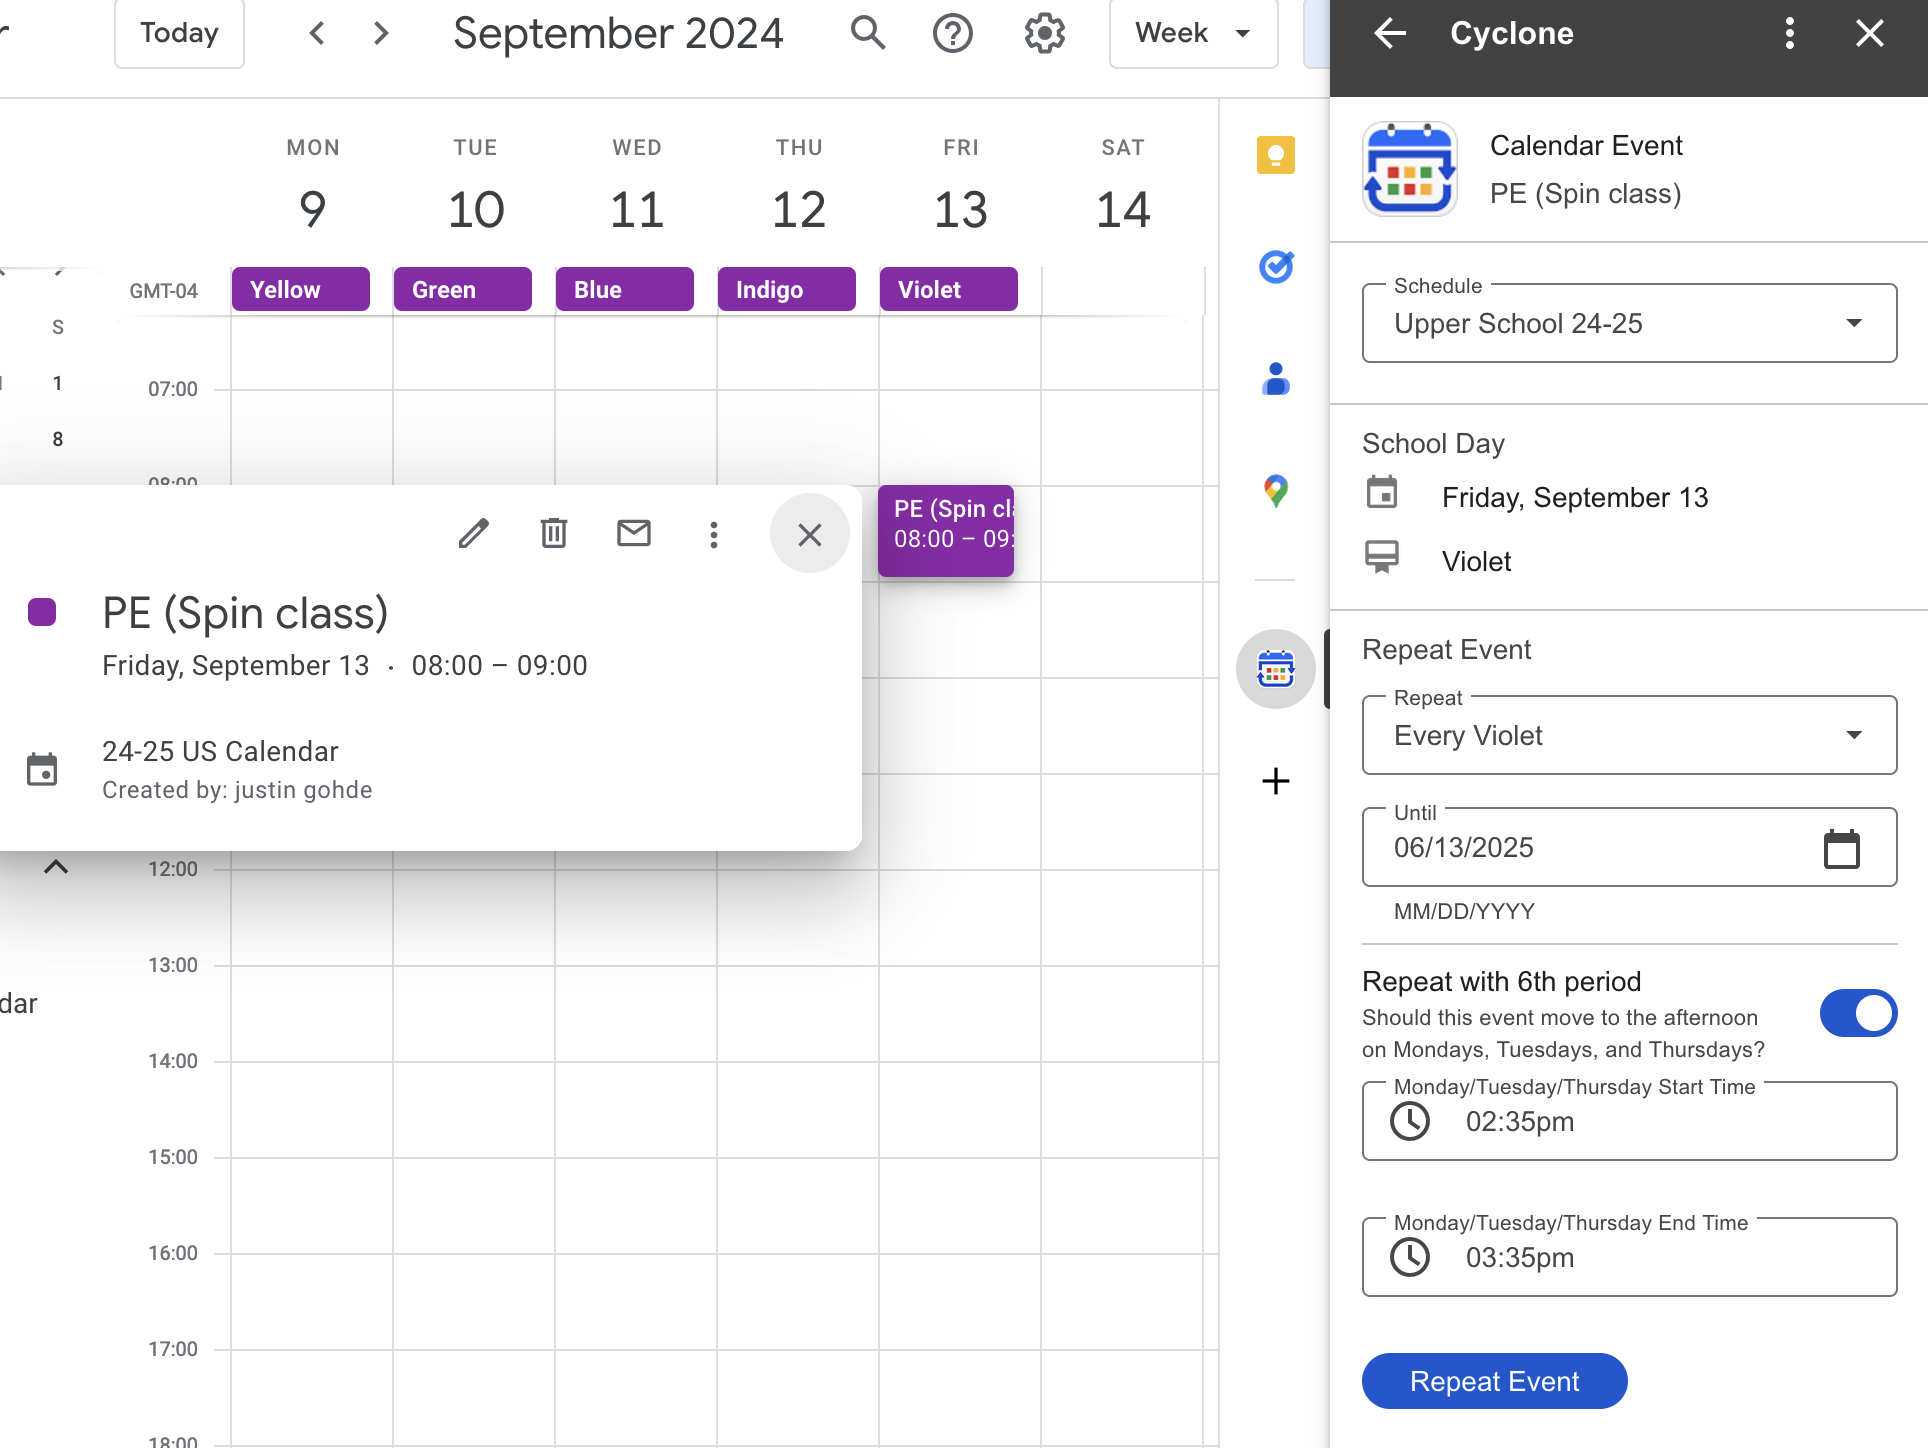 Today
September 2024
Week
MON
TUE
WED
THU
FRI
SAT
9
10
11
12
13
14
GMT-04
Yellow
Green
Blue
Indigo
Violet
S
1
8
07:00
08:00
PE (Spin cla
08:00 – 09:
PE (Spin class)
Friday, September 13 · 08:00 – 09:00
24-25 US Calendar
Created by: justin gohde
12:00
13:00
dar
14:00
15:00
16:00
17:00
18:00
Cyclone
Calendar Event
PE (Spin class)
Schedule
Upper School 24-25
School Day
Friday, September 13
Violet
Repeat Event
Repeat
Every Violet
Until
06/13/2025
MM/DD/YYYY
Repeat with 6th period
Should this event move to the afternoon
on Mondays, Tuesdays, and Thursdays?
Monday/Tuesday/Thursday Start Time
02:35pm
Monday/Tuesday/Thursday End Time
03:35pm
Repeat Event